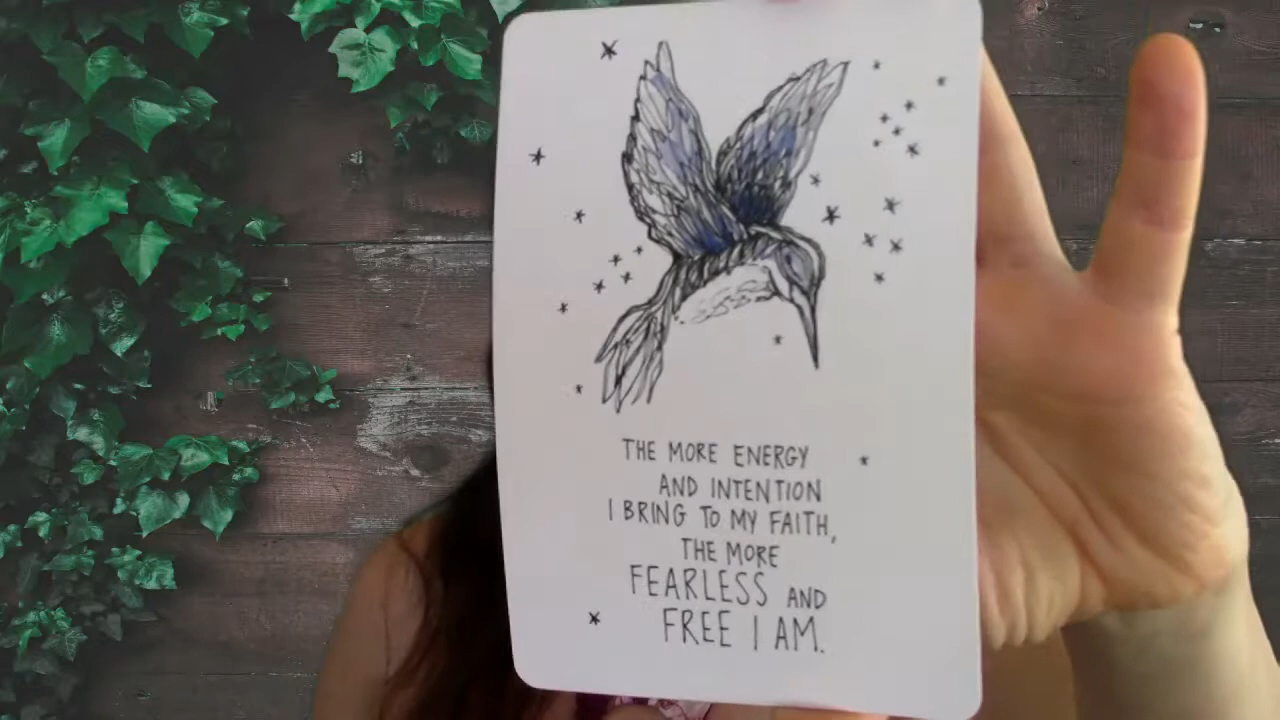 THE MORE ENERGY
AND INTENTION
I BRING TO MY FAITH,
THE MORE
FEARLESS AND
FREE I AM.